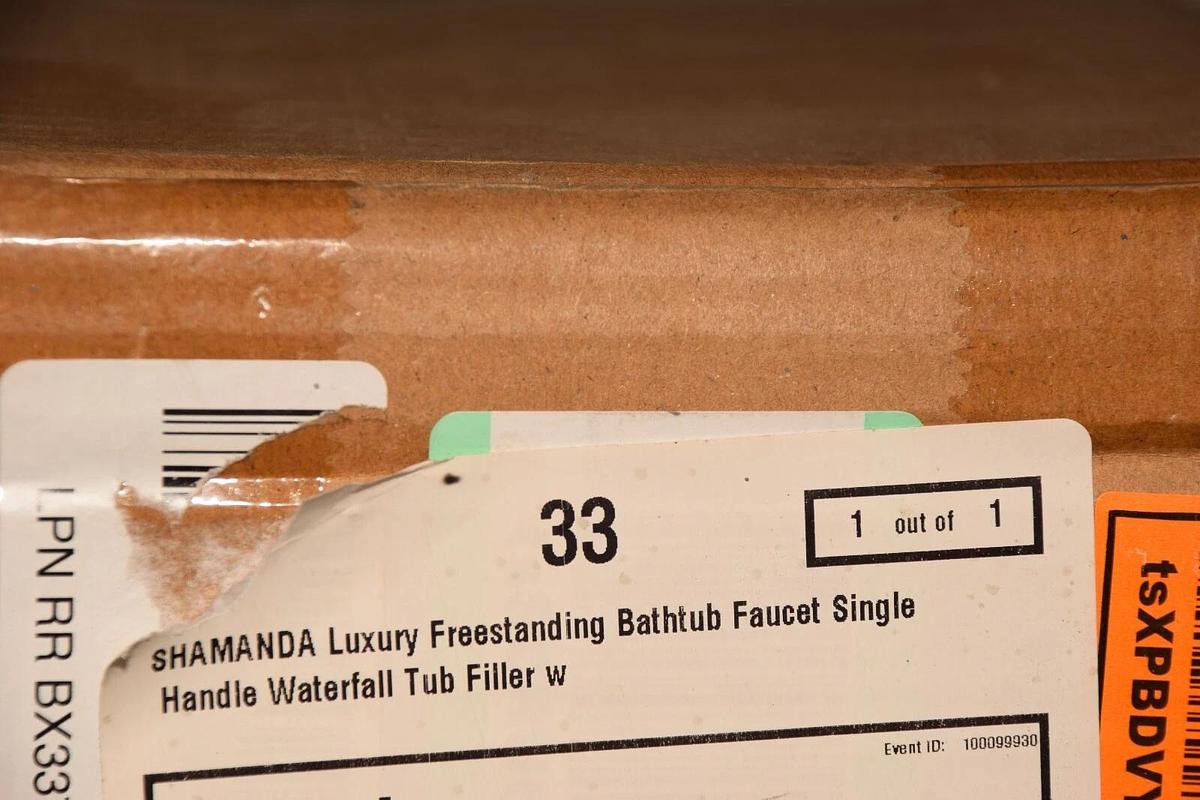 33
1 out of 1
SHAMANDA Luxury Freestanding Bathtub Faucet Single
Handle Waterfall Tub Filler w
Event ID: 100099930
LPN RR BX33
tsXPBDV